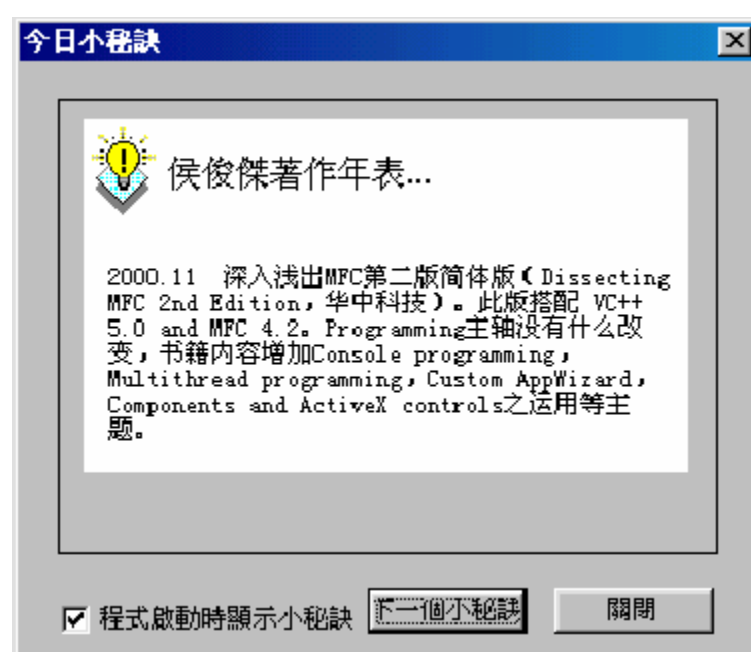 今日小秘訣
侯俊傑著作年表...
2000.11 深入浅出MFC第二版简体版（Dissecting
MFC 2nd Edition，华中科技）。此版搭配 VC++
5.0 and MFC 4.2。Programming主轴没有什么改
变，书籍内容增加Console programming，
Multithread programming，Custom AppWizard，
Components and ActiveX controls之运用等主
题。
程式啟動時顯示小秘訣 下一個小秘訣 關閉